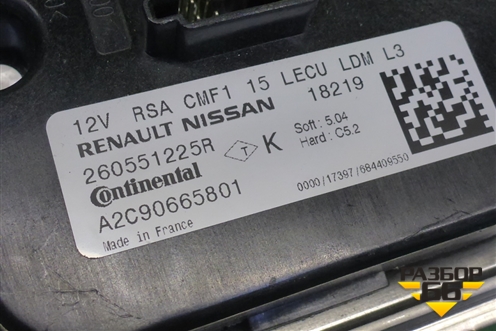 12V RSA CMF1 15 LECU LDM L3
RENAULT NISSAN 18219
260551225R T K Soft : 5.04
Hard : C5.2
Continental
A2C90665801 0000/17397/684409550
Made in France
РАЗБОР
68